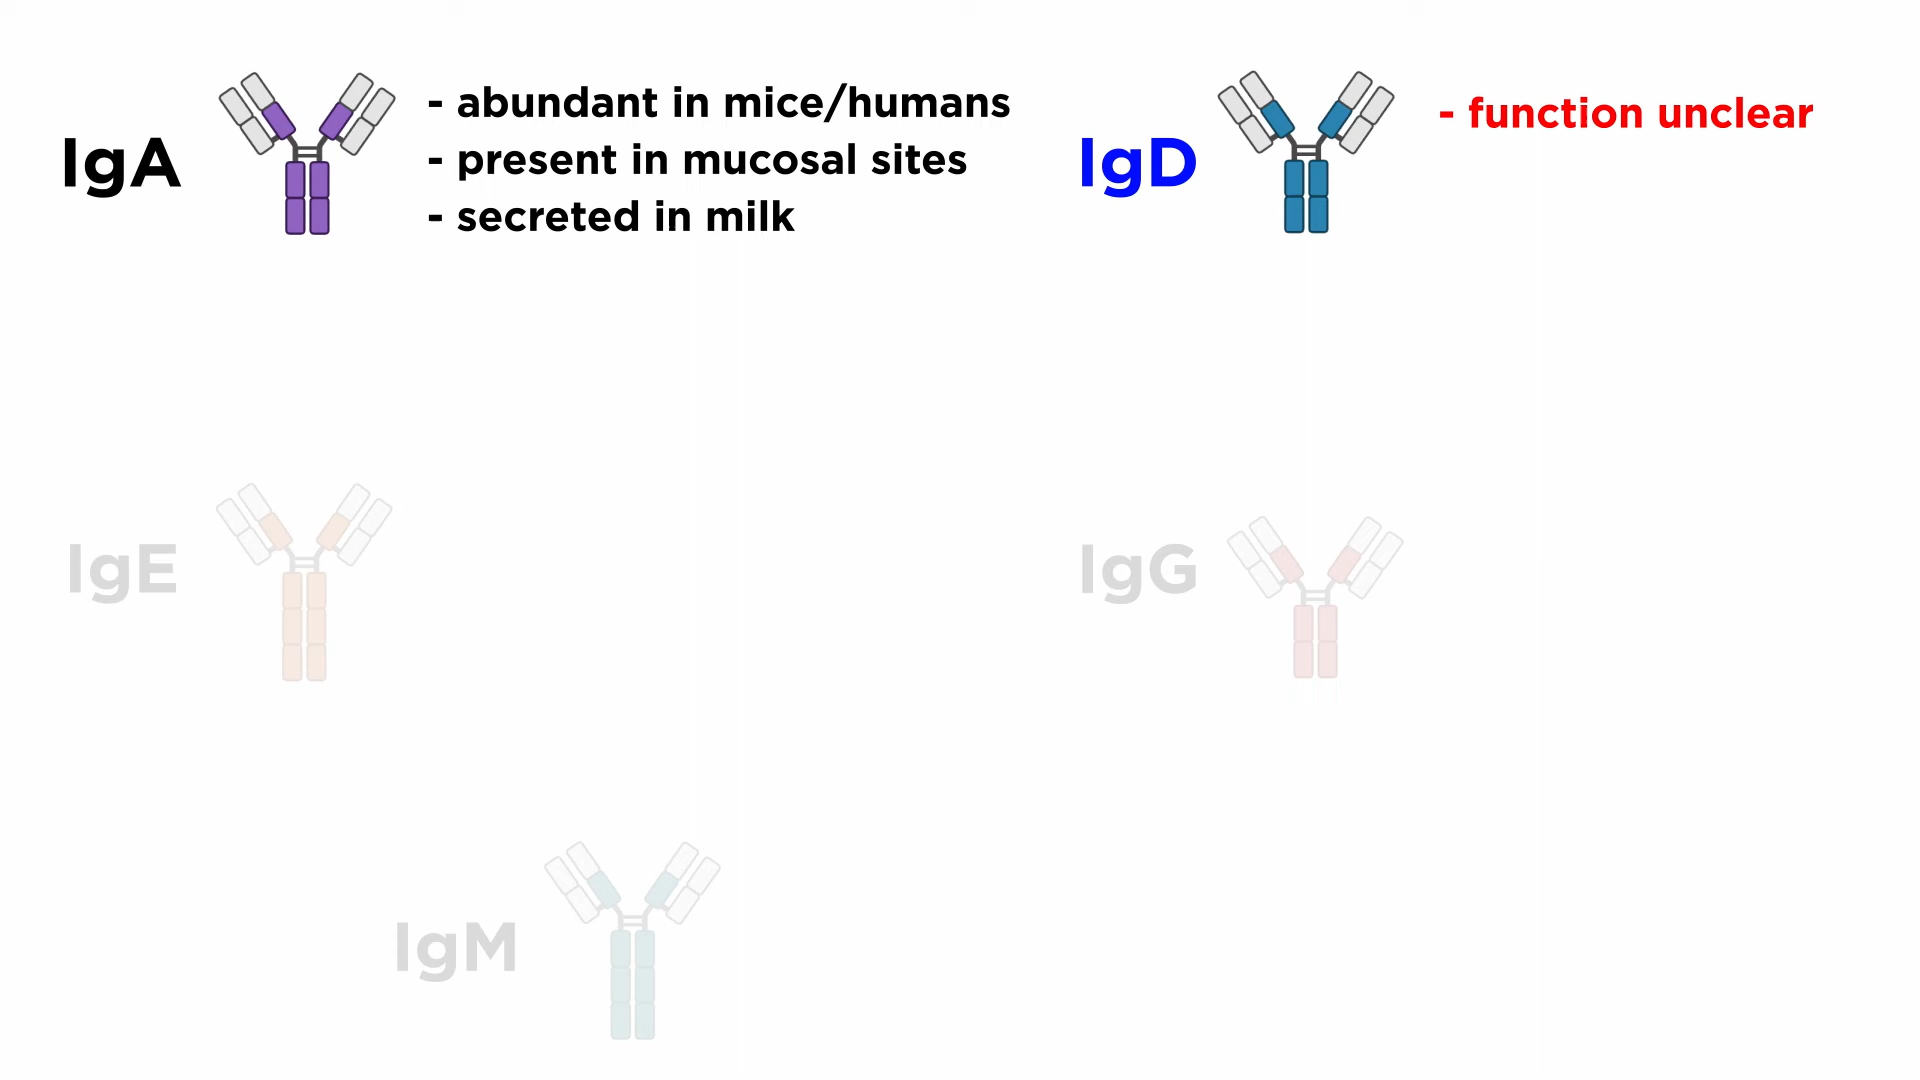 IgA
- abundant in mice/humans
- present in mucosal sites
- secreted in milk
IgD
- function unclear
IgE
IgG
IgM